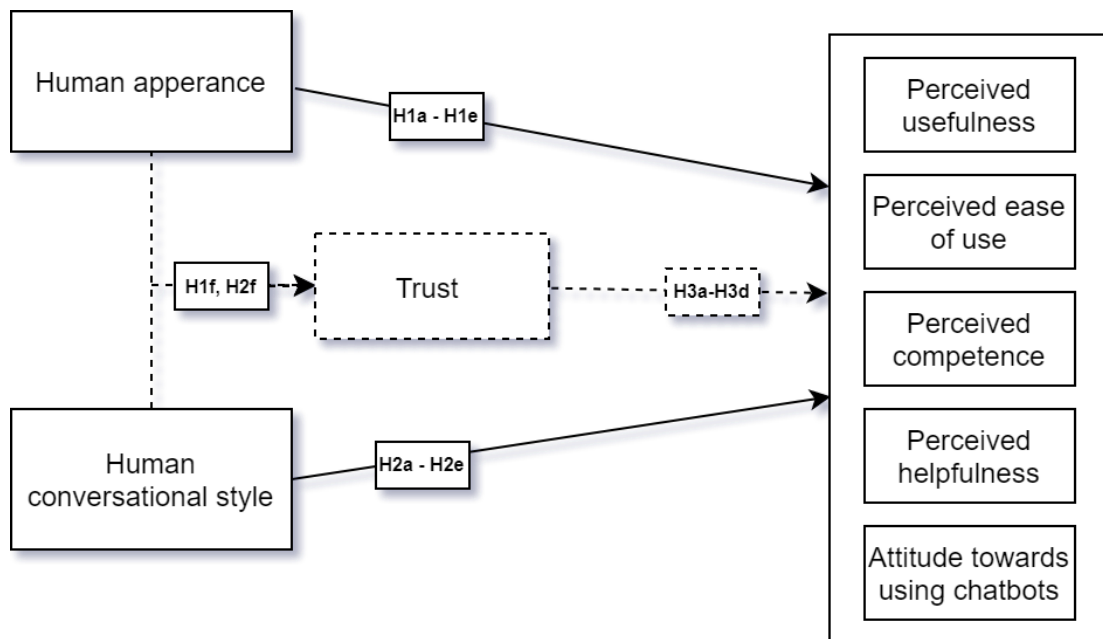 Human apperance
H1a - H1e
Perceived
usefulness
Perceived ease
of use
H1f, H2f
Trust
H3a-H3d
Perceived
competence
Human
conversational style
H2a - H2e
Perceived
helpfulness
Attitude towards
using chatbots